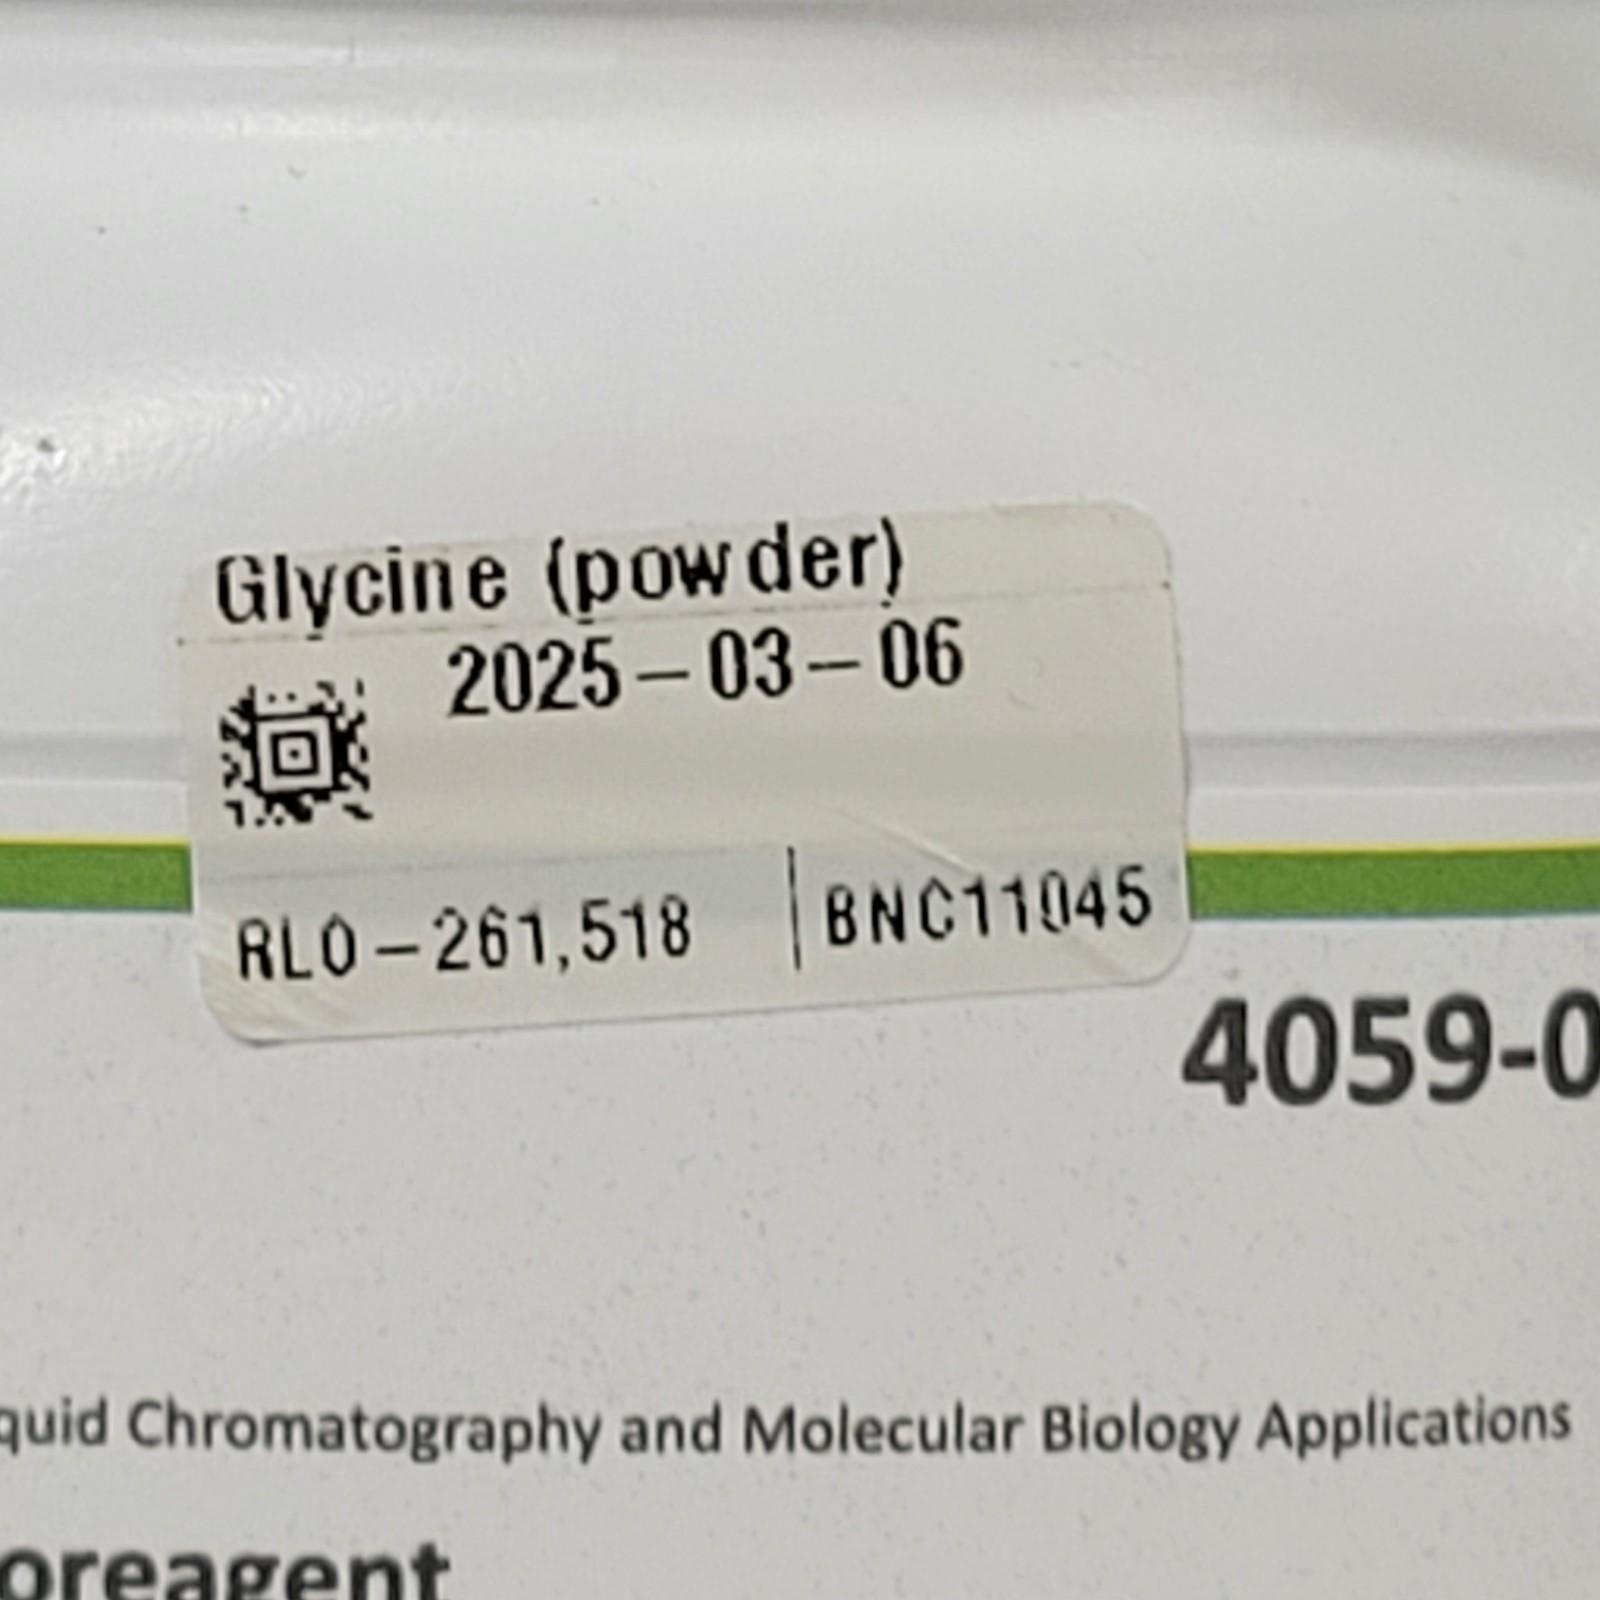 Glycine (powder)
2025-03-06
RLO-261,518 | BNC11045
4059-0
quid Chromatography and Molecular Biology Applications
oreagent